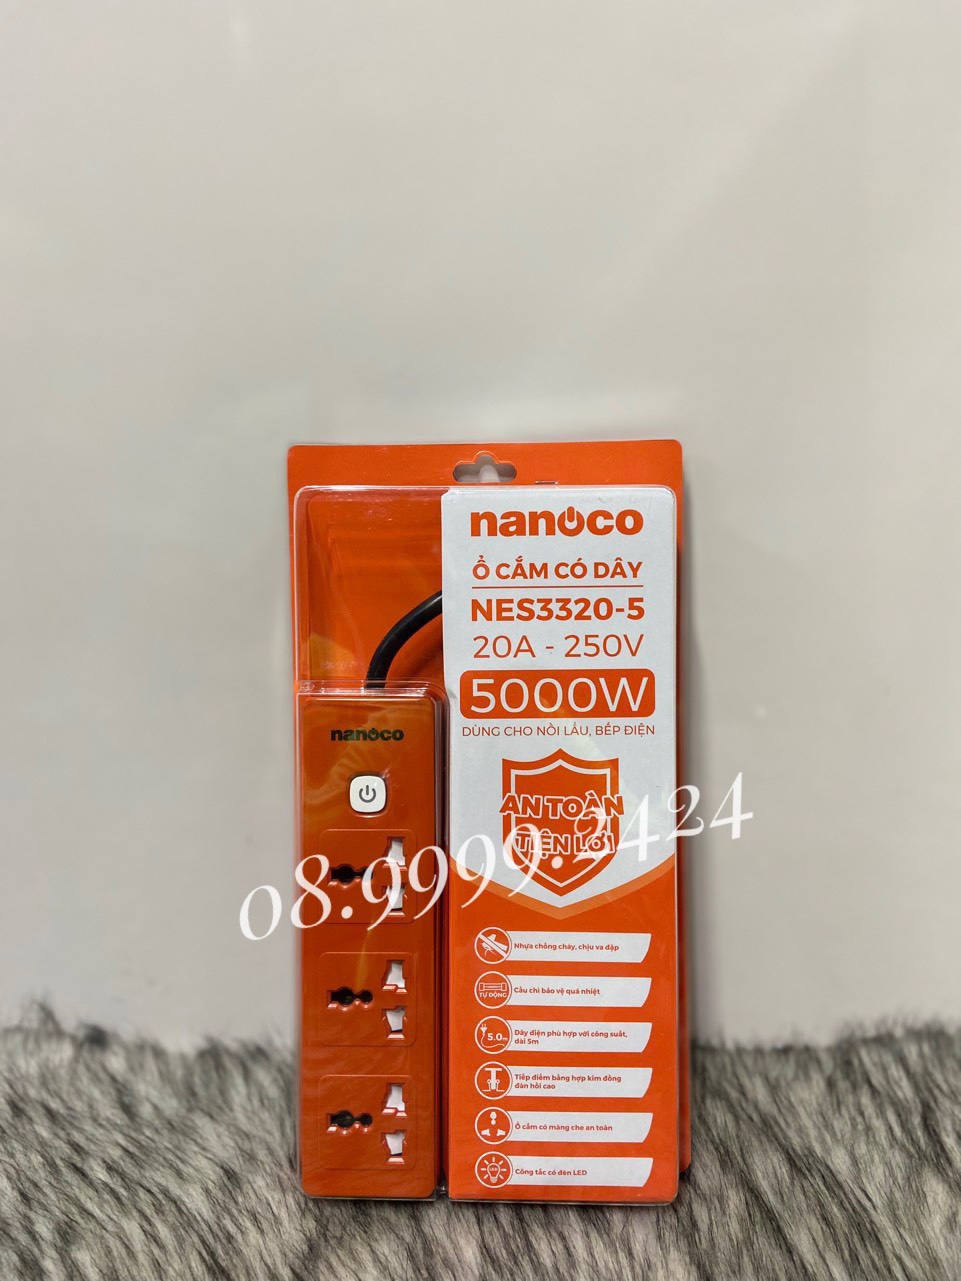 nanoco
Ổ CẮM CÓ DÂY
NES3320-5
20A - 250V
5000W
DÙNG CHO NỒI LẨU, BẾP ĐIỆN
nanoco
AN TOÀN
TIỆN LỢI
08.9999.2424
Nhựa chống cháy, chịu va đập
TỰ ĐỘNG
Cầu chì bảo vệ quá nhiệt
5.0m
Dây điện phù hợp với công suất,
dài 5m
Tiếp điểm bằng hợp kim đồng
đàn hồi cao
Ổ cắm có màng che an toàn
LED
Công tắc có đèn LED